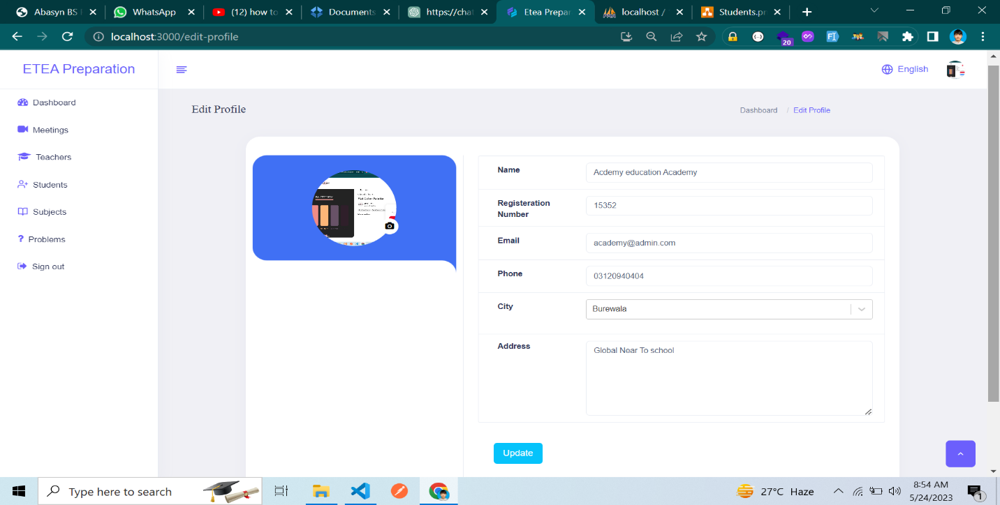 Abasyn BS
WhatsApp
(12) how to
Documents
https://chat
Etea Prepar
localhost /
Students.pr
localhost:3000/edit-profile
20
ETEA Preparation
English
Dashboard
Meetings
Teachers
Students
Subjects
Problems
Sign out
Edit Profile
Dashboard / Edit Profile
Name
Acdemy education Academy
Registeration
Number
15352
Email
academy@admin.com
Phone
03120940404
City
Burewala
Address
Global Near To school
Update
Type here to search
27°C Haze
8:54 AM
5/24/2023
1